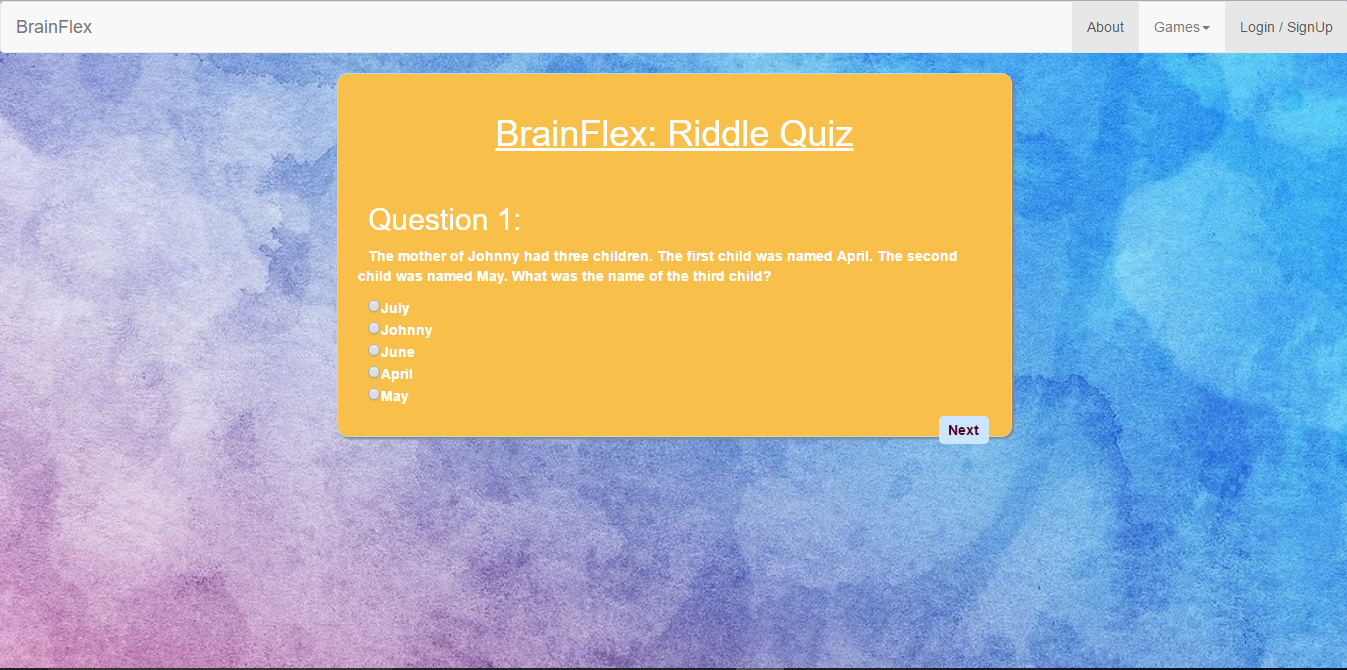 BrainFlex
About
Games
Login / SignUp
BrainFlex: Riddle Quiz
Question 1:
The mother of Johnny had three children. The first child was named April. The second
child was named May. What was the name of the third child?
July
Johnny
June
April
May
Next